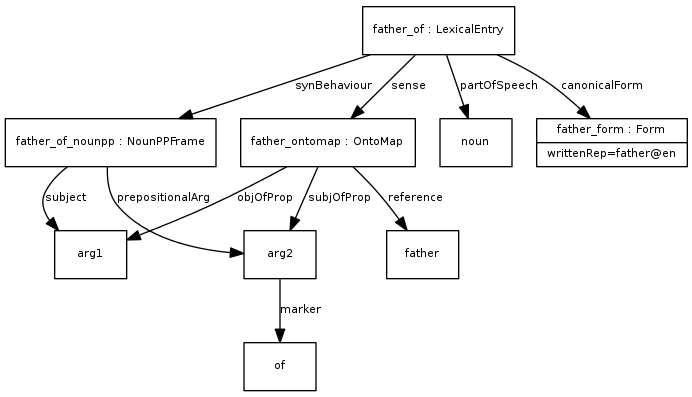 father_of : LexicalEntry
synBehaviour
sense
partOfSpeech
canonicalForm
father_of_nounpp : NounPPFrame
father_ontomap : OntoMap
noun
father_form : Form
writtenRep=father@en
subject
prepositionalArg
objOfProp
subjOfProp
reference
arg1
arg2
father
marker
of